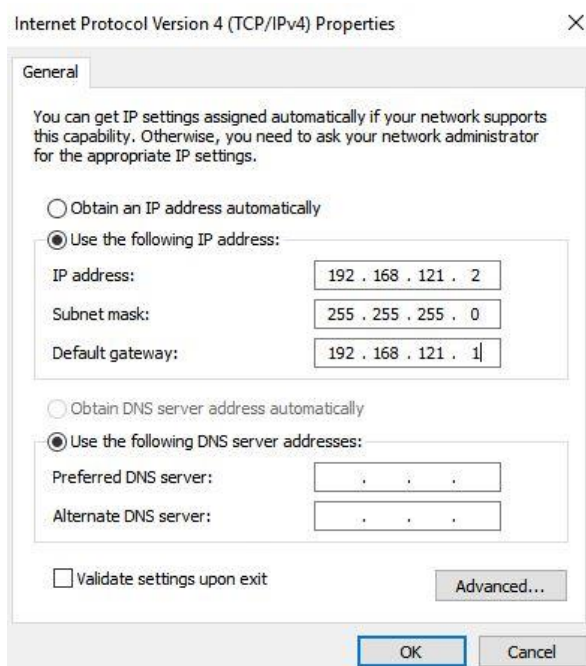 Internet Protocol Version 4 (TCP/IPv4) Properties
General
You can get IP settings assigned automatically if your network supports
this capability. Otherwise, you need to ask your network administrator
for the appropriate IP settings.
Obtain an IP address automatically
Use the following IP address:
IP address: 192 . 168 . 121 . 2
Subnet mask: 255 . 255 . 255 . 0
Default gateway: 192 . 168 . 121 . 1
Obtain DNS server address automatically
Use the following DNS server addresses:
Preferred DNS server: . . .
Alternate DNS server: . . .
Validate settings upon exit
Advanced...
OK Cancel